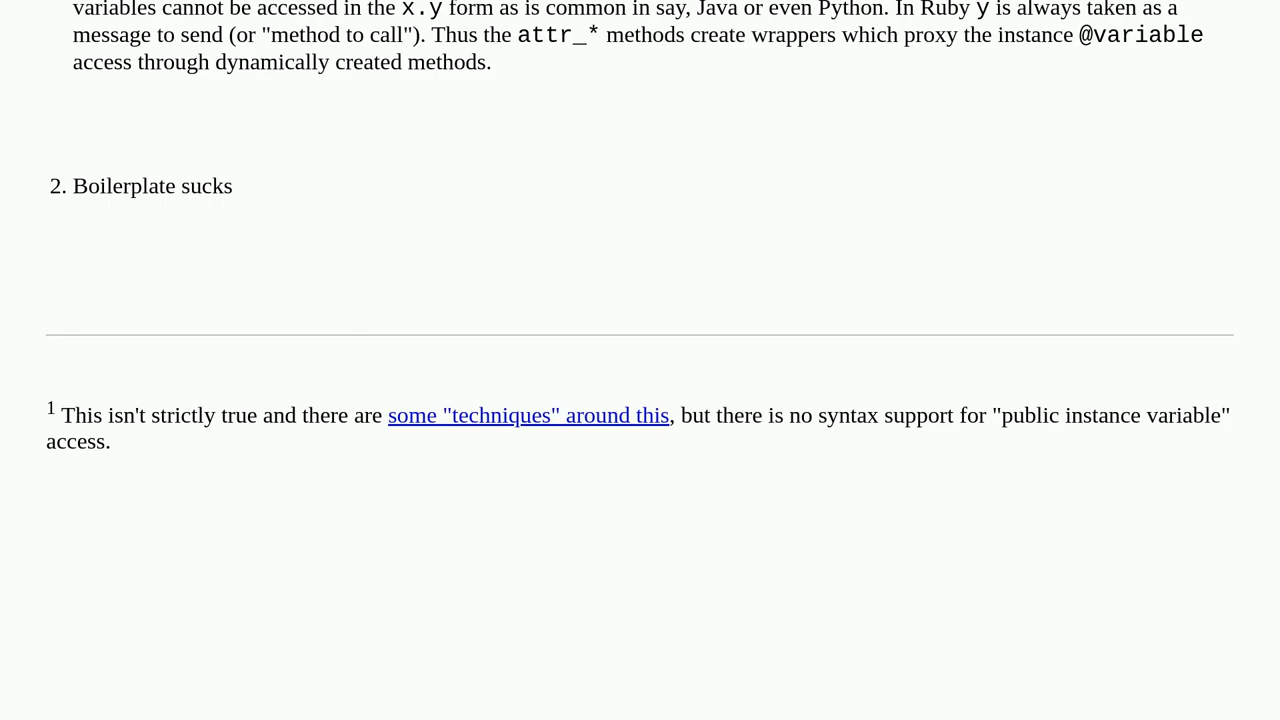 variables cannot be accessed in the x.y form as is common in say, Java or even Python. In Ruby y is always taken as a
message to send (or "method to call"). Thus the attr_* methods create wrappers which proxy the instance @variable
access through dynamically created methods.
2. Boilerplate sucks
1 This isn't strictly true and there are some "techniques" around this, but there is no syntax support for "public instance variable"
access.